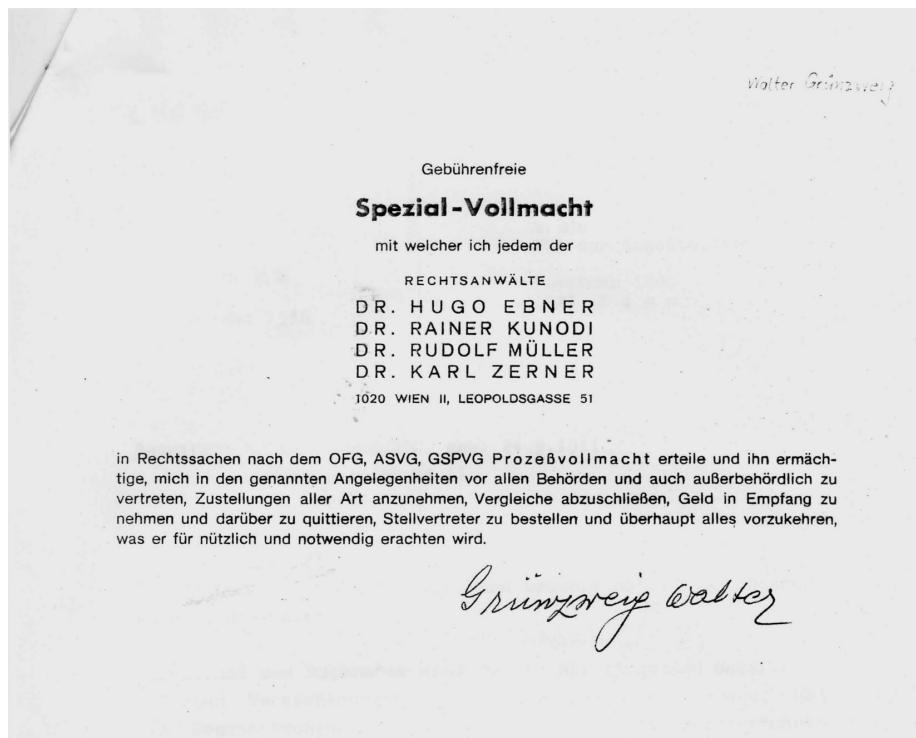 Walter Grünzweig
Gebührenfreie
Spezial-Vollmacht
mit welcher ich jedem der
RECHTSANWÄLTE
DR. HUGO EBNER
DR. RAINER KUNODI
DR. RUDOLF MÜLLER
DR. KARL ZERNER
1020 WIEN II, LEOPOLDSGASSE 51
in Rechtssachen nach dem OFG, ASVG, GSPVG Prozeßvollmacht erteile und ihn ermäch-
tige, mich in den genannten Angelegenheiten vor allen Behörden und auch außerbehördlich zu
vertreten, Zustellungen aller Art anzunehmen, Vergleiche abzuschließen, Geld in Empfang zu
nehmen und darüber zu quittieren, Stellvertreter zu bestellen und überhaupt alles vorzukehren,
was er für nützlich und notwendig erachten wird.
Grünzweig Walter